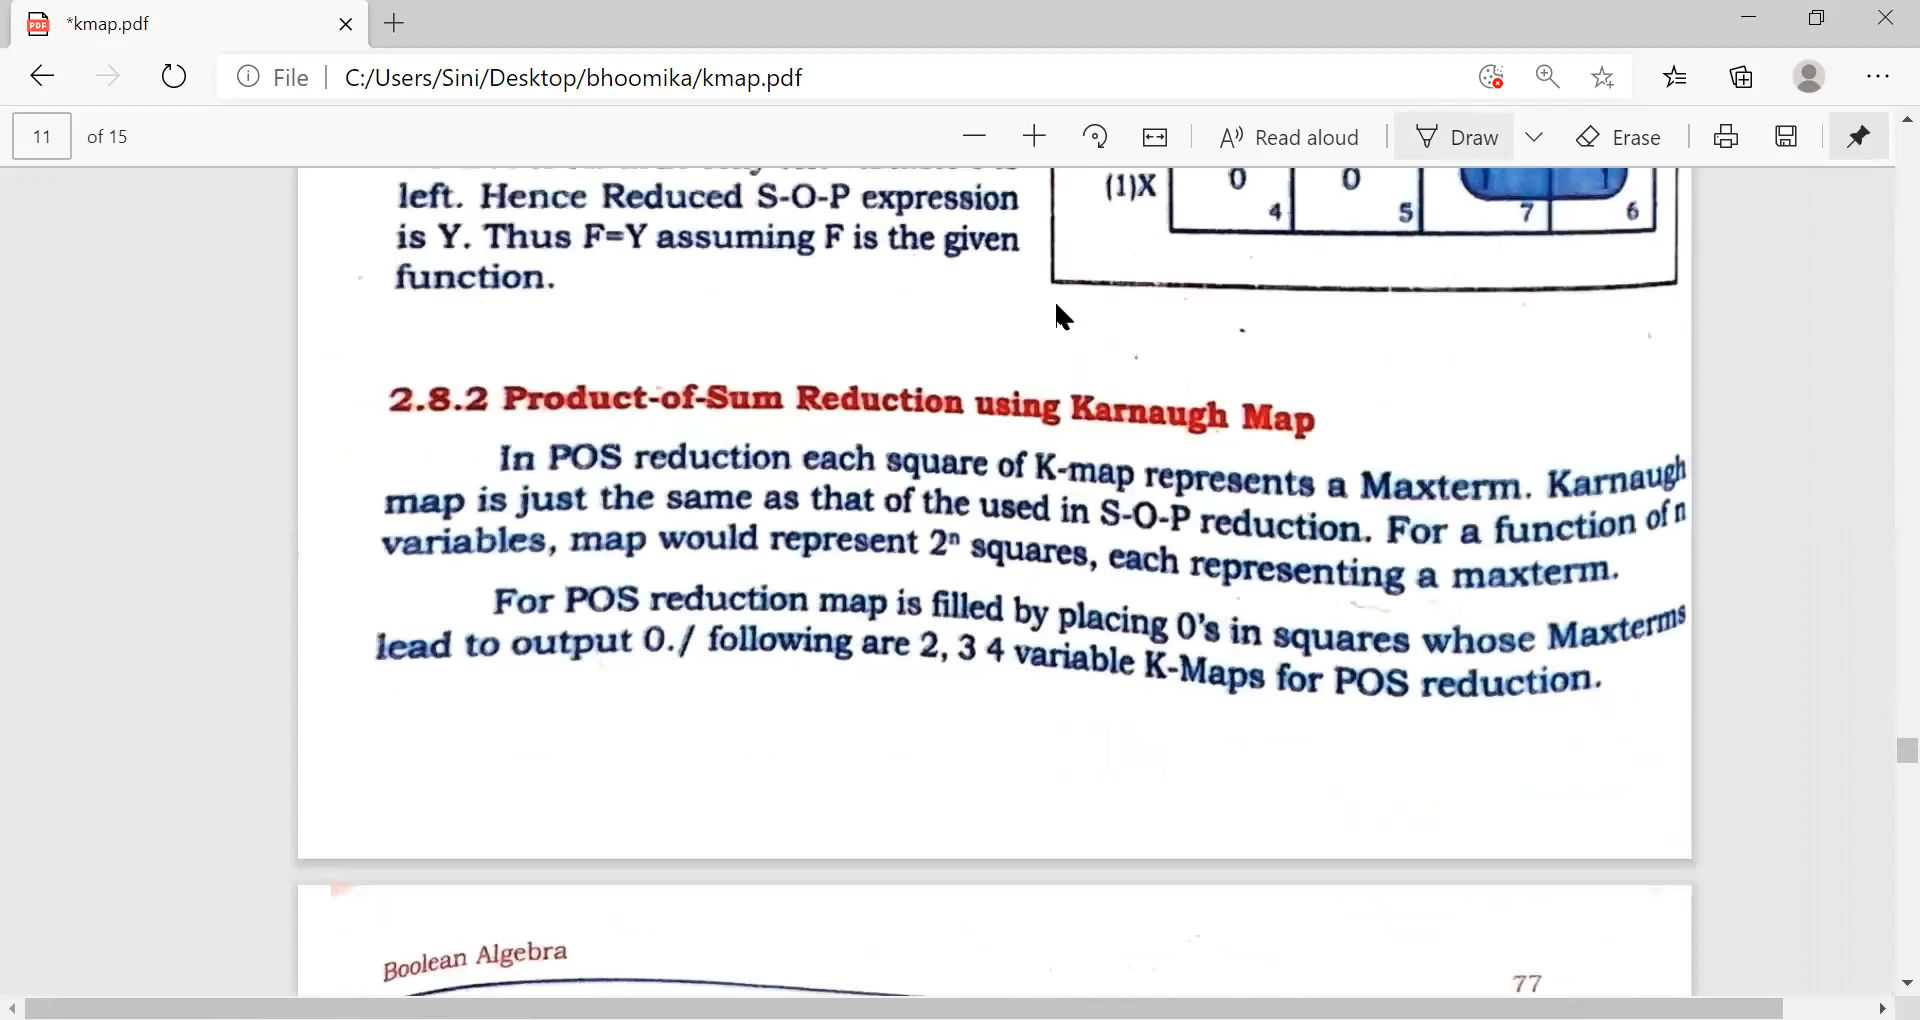 *kmap.pdf
File
C:/Users/Sini/Desktop/bhoomika/kmap.pdf
11 of 15
Read aloud
Draw
Erase
left. Hence Reduced S-O-P expression
is Y. Thus F=Y assuming F is the given
function.
(1)X 0 0 1 1
4 5 7 6
2.8.2 Product-of-Sum Reduction using Karnaugh Map
In POS reduction each square of K-map represents a Maxterm. Karnaugh
map is just the same as that of the used in S-O-P reduction. For a function of n
variables, map would represent 2ⁿ squares, each representing a maxterm.
For POS reduction map is filled by placing 0's in squares whose Maxterms
lead to output 0./ following are 2, 3 4 variable K-Maps for POS reduction.
Boolean Algebra
77